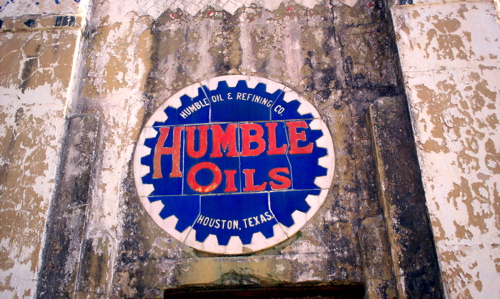 HUMBLE OIL & REFINING CO.
HUMBLE
OILS
HOUSTON, TEXAS.